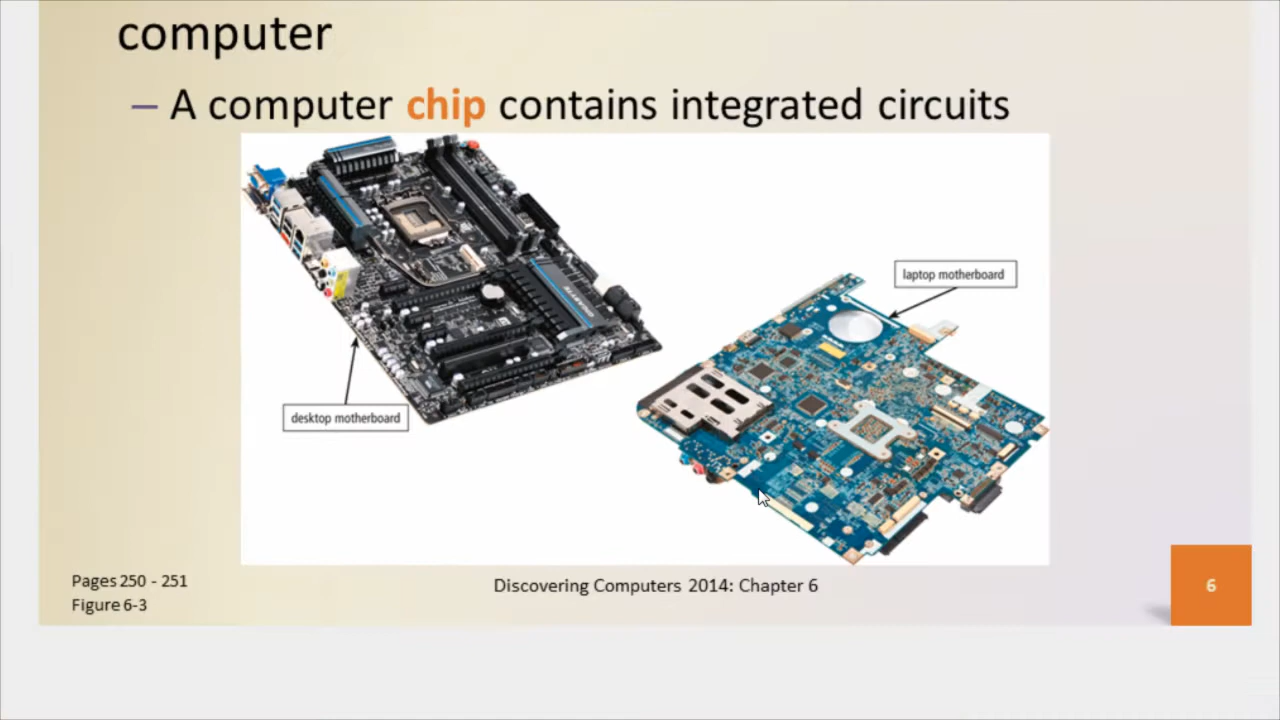 computer
– A computer chip contains integrated circuits
laptop motherboard
desktop motherboard
Pages 250 - 251
Figure 6-3
Discovering Computers 2014: Chapter 6
6